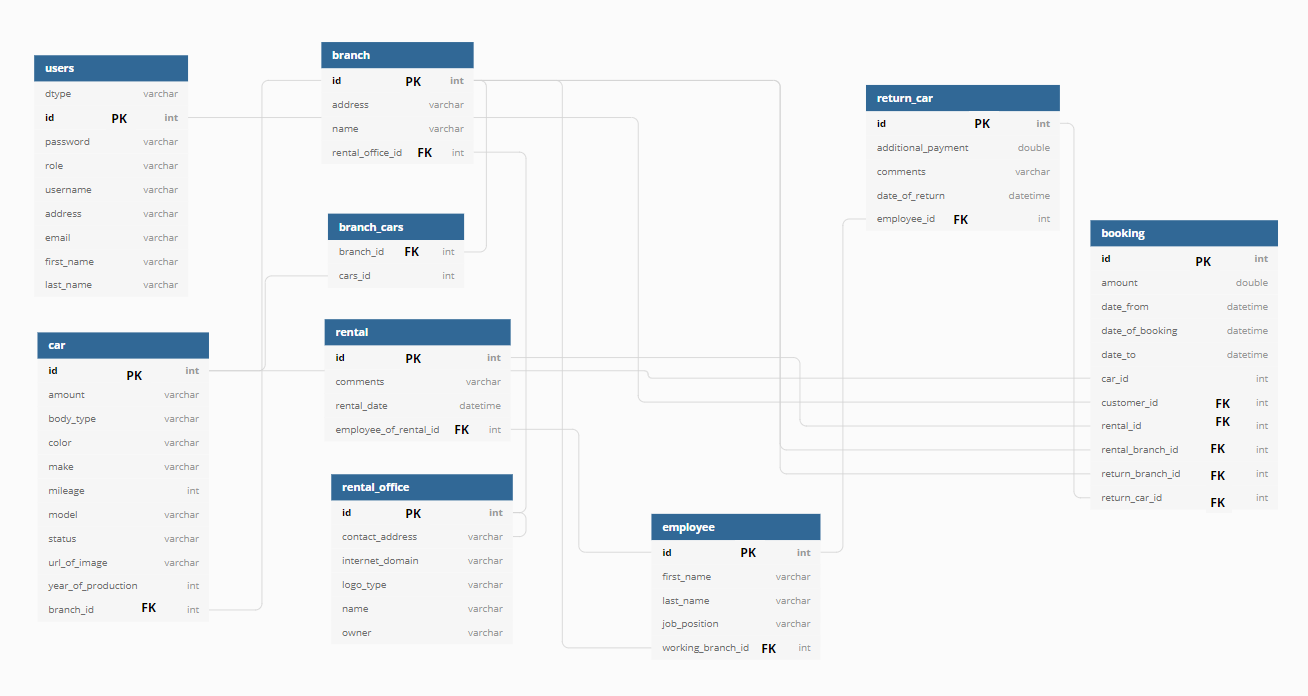 users
dtype varchar
id PK int
password varchar
role varchar
username varchar
address varchar
email varchar
first_name varchar
last_name varchar
car
id PK int
amount varchar
body_type varchar
color varchar
make varchar
mileage int
model varchar
status varchar
url_of_image varchar
year_of_production int
branch_id FK int
branch
id PK int
address varchar
name varchar
rental_office_id FK int
branch_cars
branch_id FK int
cars_id int
rental
id PK int
comments varchar
rental_date datetime
employee_of_rental_id FK int
rental_office
id PK int
contact_address varchar
internet_domain varchar
logo_type varchar
name varchar
owner varchar
employee
id PK int
first_name varchar
last_name varchar
job_position varchar
working_branch_id FK int
return_car
id PK int
additional_payment double
comments varchar
date_of_return datetime
employee_id FK int
booking
id PK int
amount double
date_from datetime
date_of_booking datetime
date_to datetime
car_id int
customer_id FK int
rental_id FK int
rental_branch_id FK int
return_branch_id FK int
return_car_id FK int